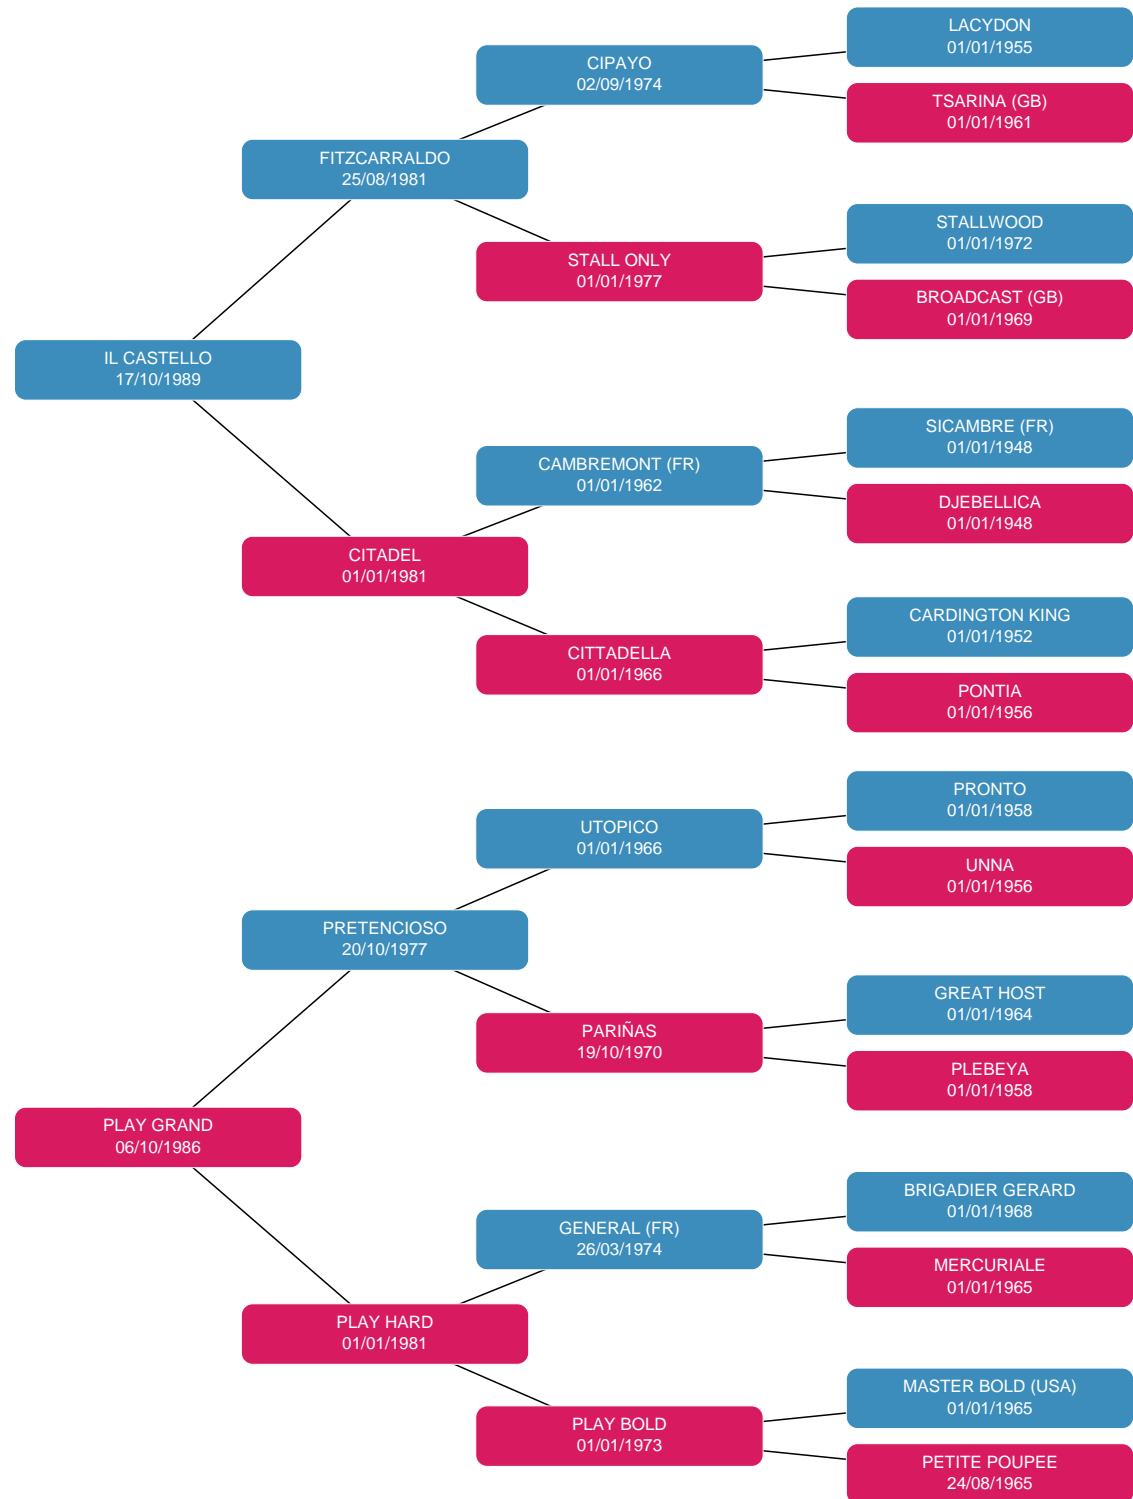 LACYDON
01/01/1955
CIPAYO
02/09/1974
TSARINA (GB)
01/01/1961
FITZCARRALDO
25/08/1981
STALLWOOD
01/01/1972
STALL ONLY
01/01/1977
BROADCAST (GB)
01/01/1969
IL CASTELLO
17/10/1989
SICAMBRE (FR)
01/01/1948
CAMBREMONT (FR)
01/01/1962
DJEBELLICA
01/01/1948
CITADEL
01/01/1981
CARDINGTON KING
01/01/1952
CITTADELLA
01/01/1966
PONTIA
01/01/1956
PRONTO
01/01/1958
UTOPICO
01/01/1966
UNNA
01/01/1956
PRETENCIOSO
20/10/1977
GREAT HOST
01/01/1964
PARIÑAS
19/10/1970
PLEBEYA
01/01/1958
PLAY GRAND
06/10/1986
BRIGADIER GERARD
01/01/1968
GENERAL (FR)
26/03/1974
MERCURIALE
01/01/1965
PLAY HARD
01/01/1981
MASTER BOLD (USA)
01/01/1965
PLAY BOLD
01/01/1973
PETITE POUPEE
24/08/1965